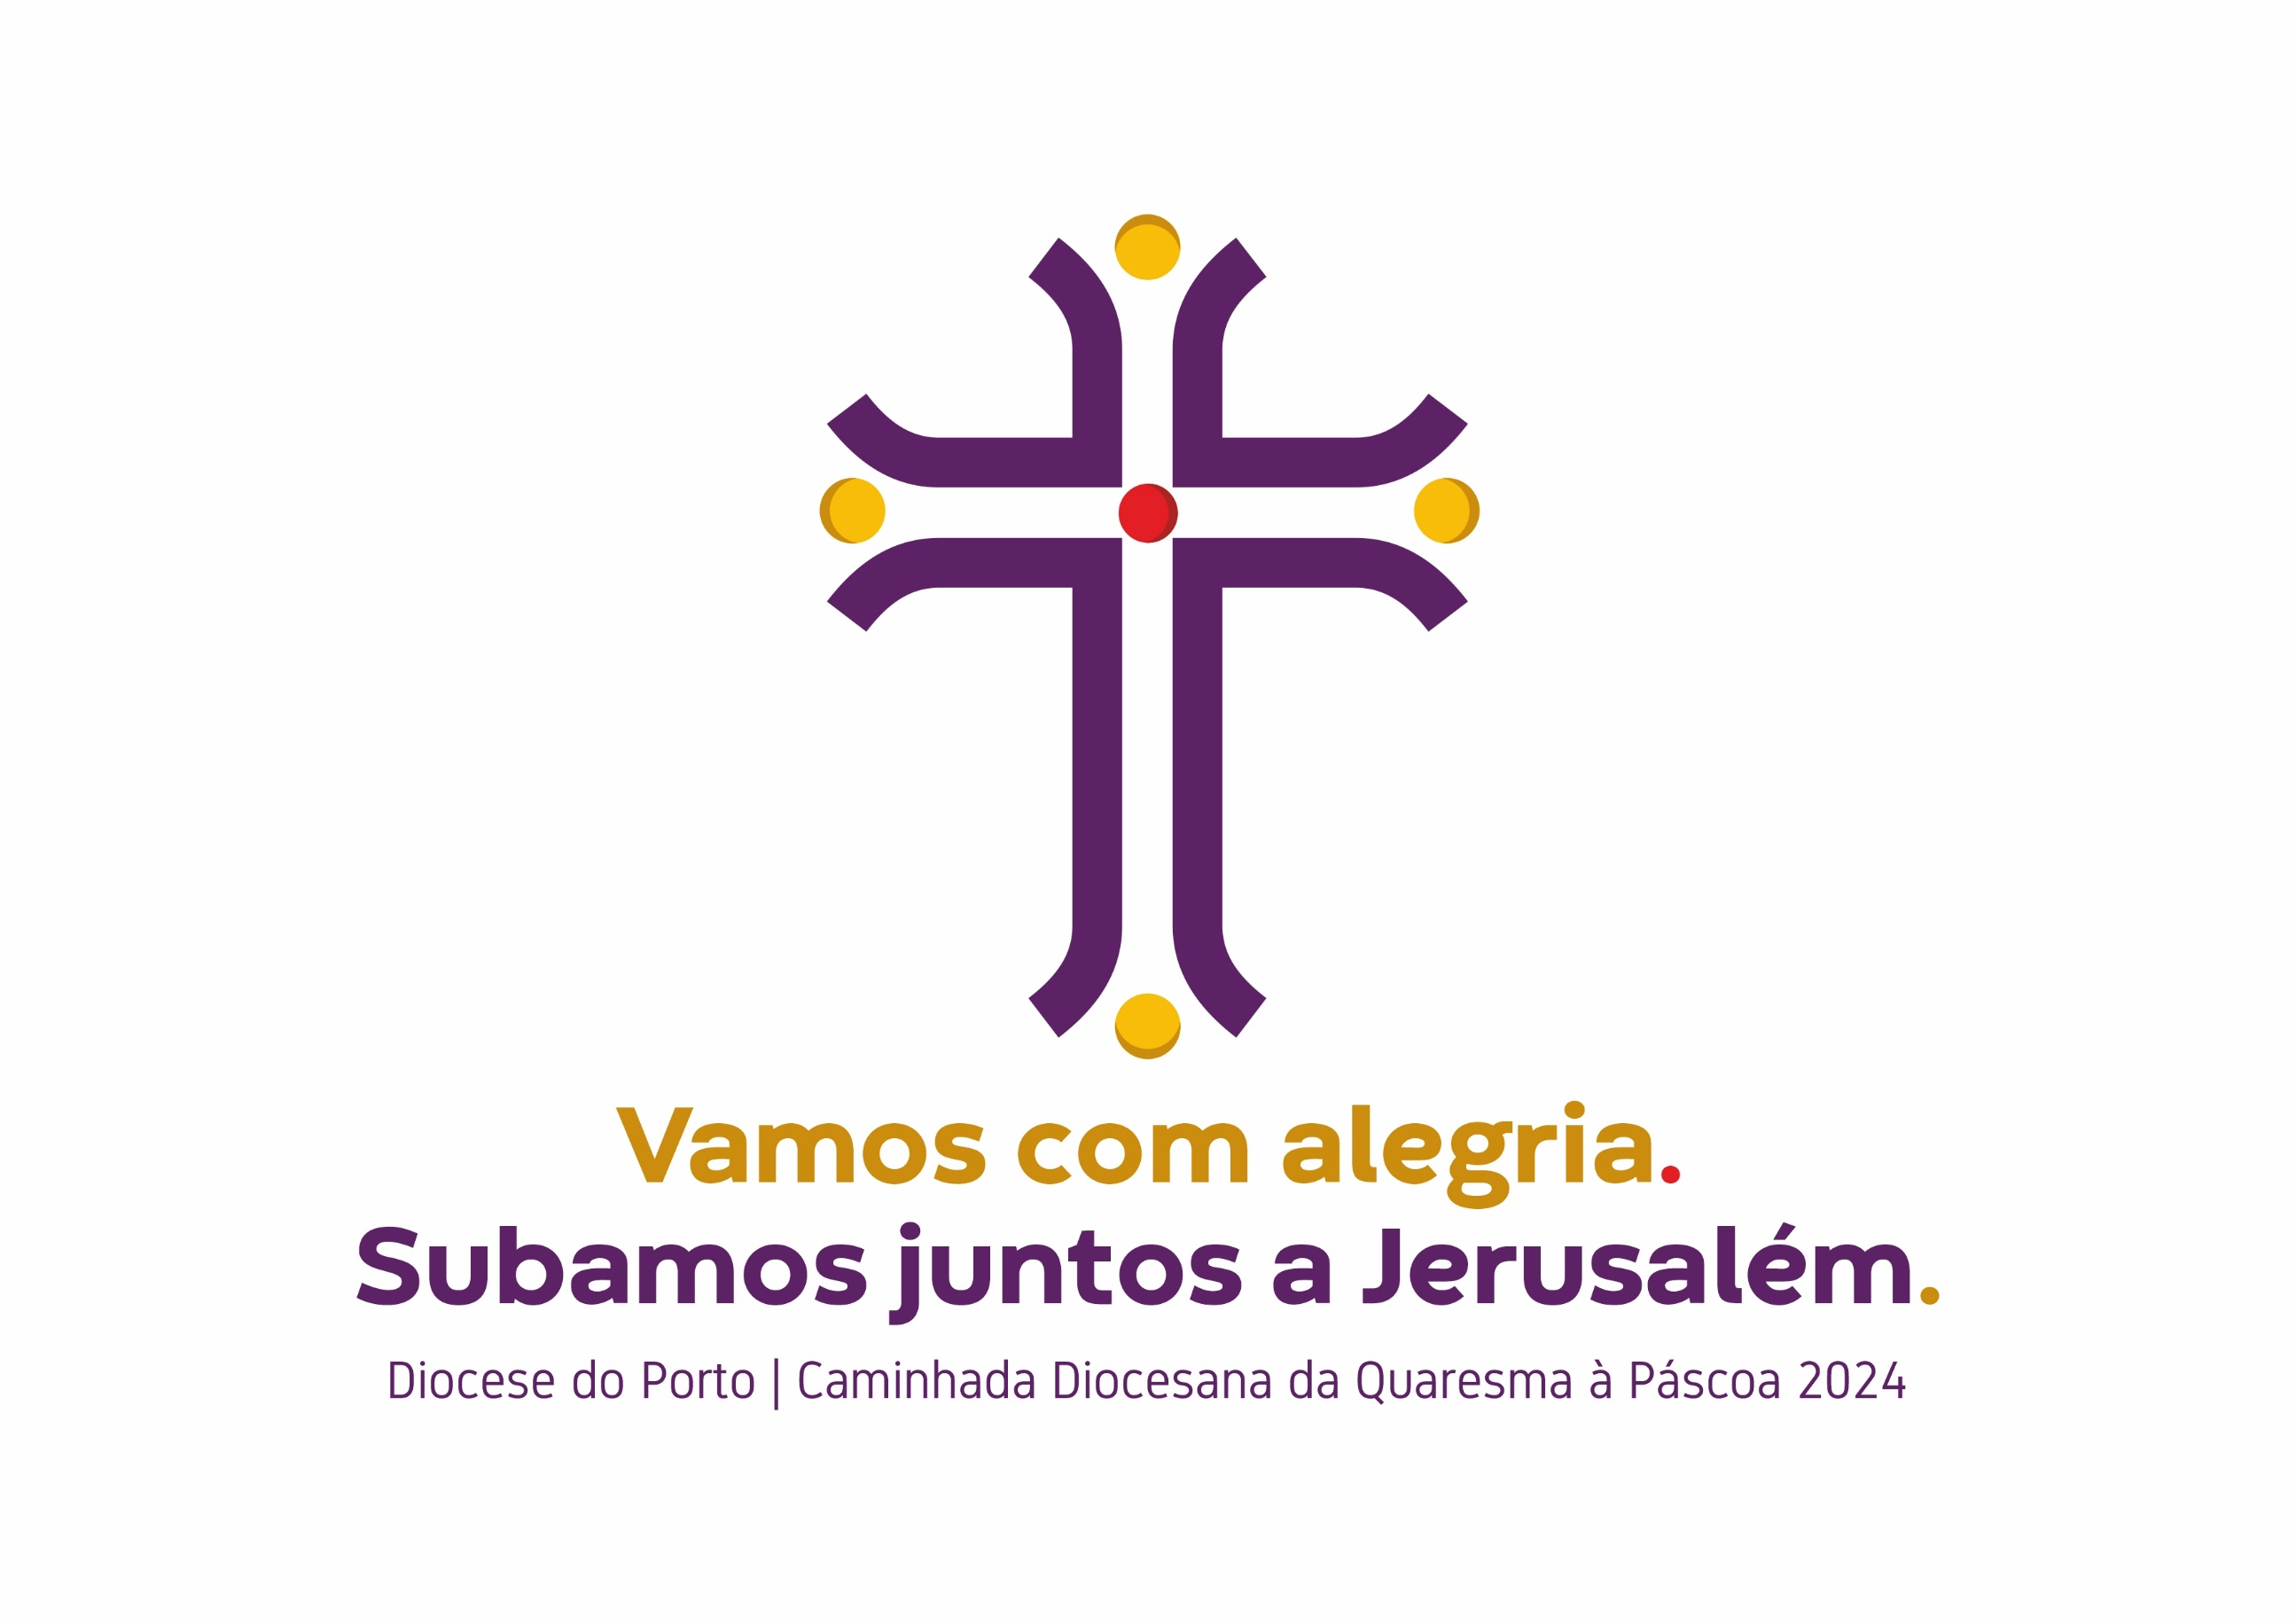 Vamos com alegria.
Subamos juntos a Jerusalém.
Diocese do Porto | Caminhada Diocesana da Quaresma à Páscoa 2024